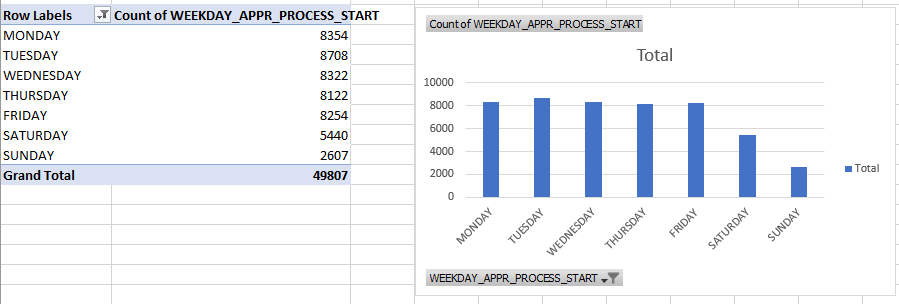 Row Labels Count of WEEKDAY_APPR_PROCESS_START
MONDAY 8354
TUESDAY 8708
WEDNESDAY 8322
THURSDAY 8122
FRIDAY 8254
SATURDAY 5440
SUNDAY 2607
Grand Total 49807
Count of WEEKDAY_APPR_PROCESS_START
Total
10000
8000
6000
4000
2000
0
MONDAY
TUESDAY
WEDNESDAY
THURSDAY
FRIDAY
SATURDAY
SUNDAY
Total
WEEKDAY_APPR_PROCESS_START